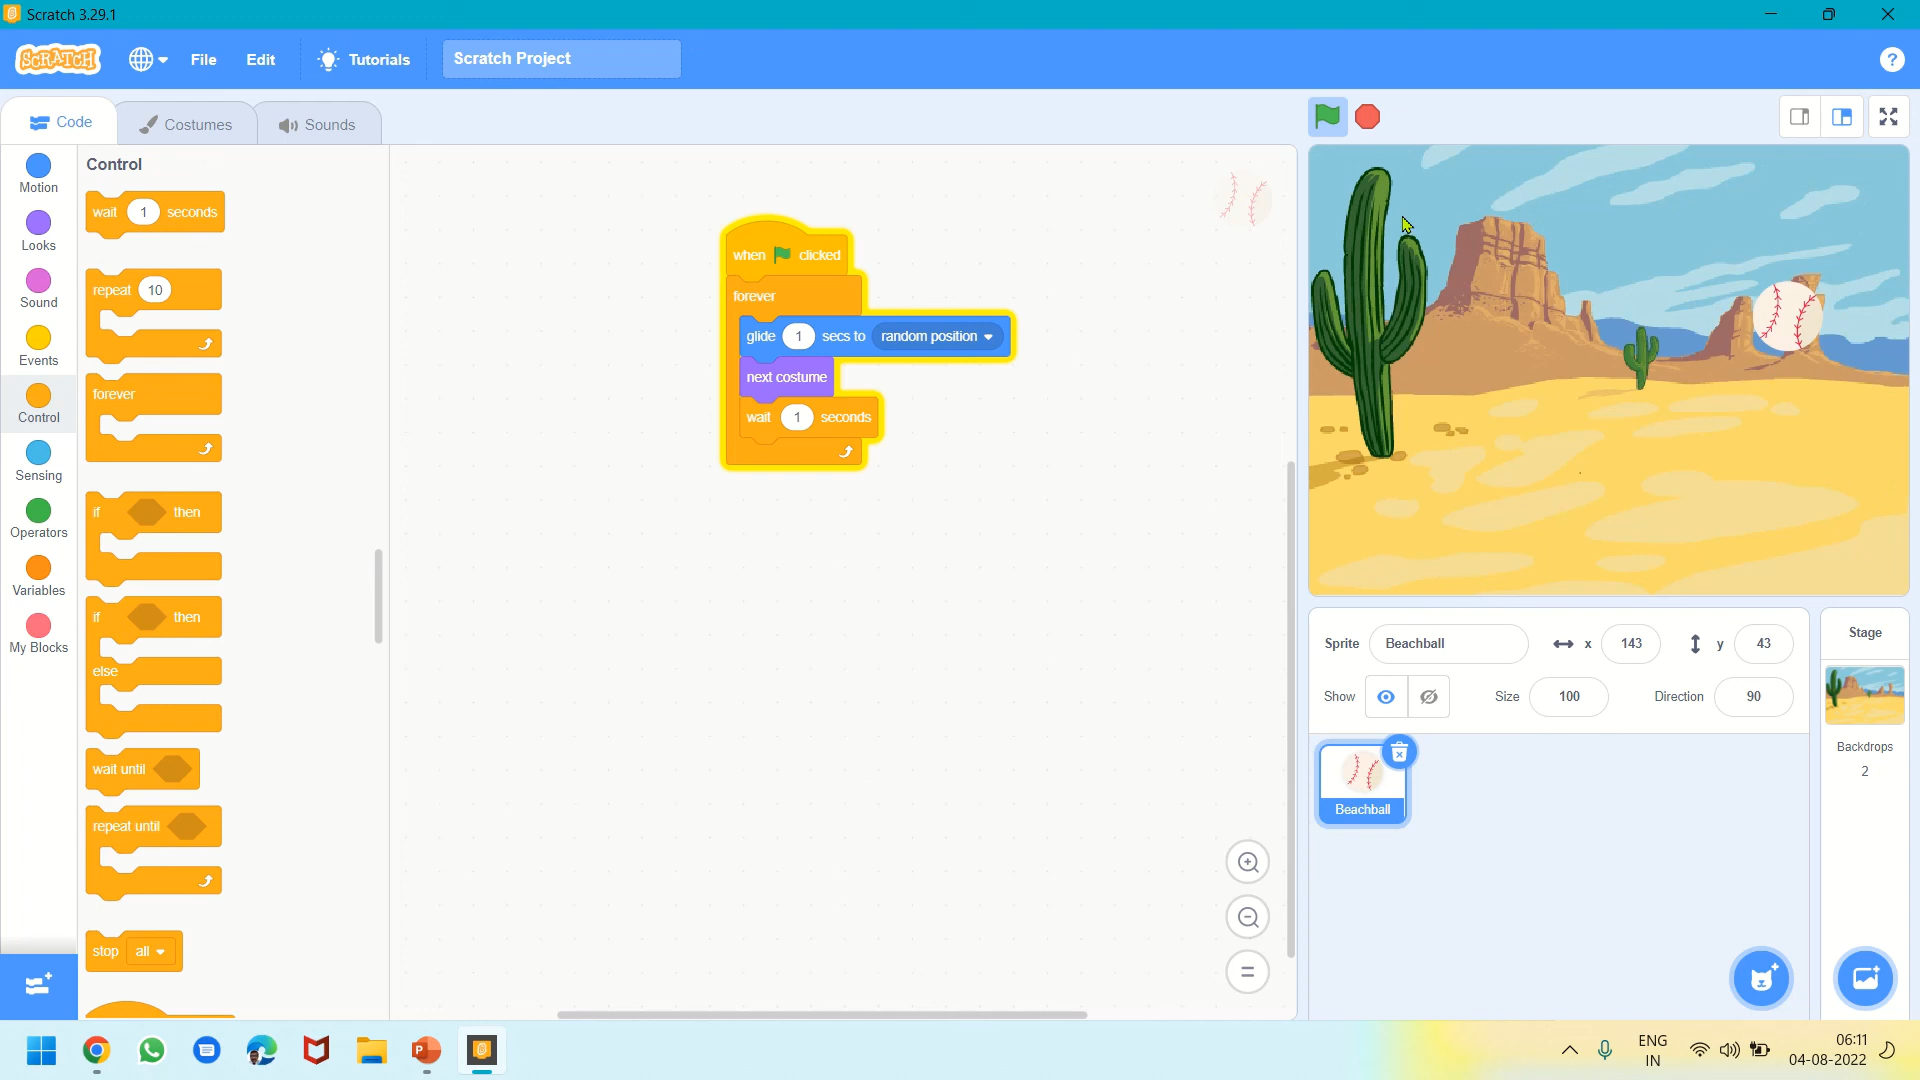 Scratch 3.29.1
SCRATCH File Edit Tutorials Scratch Project ?
Code Costumes Sounds
Motion
Looks
Sound
Events
Control
Sensing
Operators
Variables
My Blocks
Control
wait 1 seconds
repeat 10
forever
if then
if then
else
wait until
repeat until
stop all
when clicked
forever
glide 1 secs to random position
next costume
wait 1 seconds
Sprite Beachball x 143 y 43
Show Size 100 Direction 90
Beachball
Stage
Backdrops
2
ENG
IN
06:11
04-08-2022